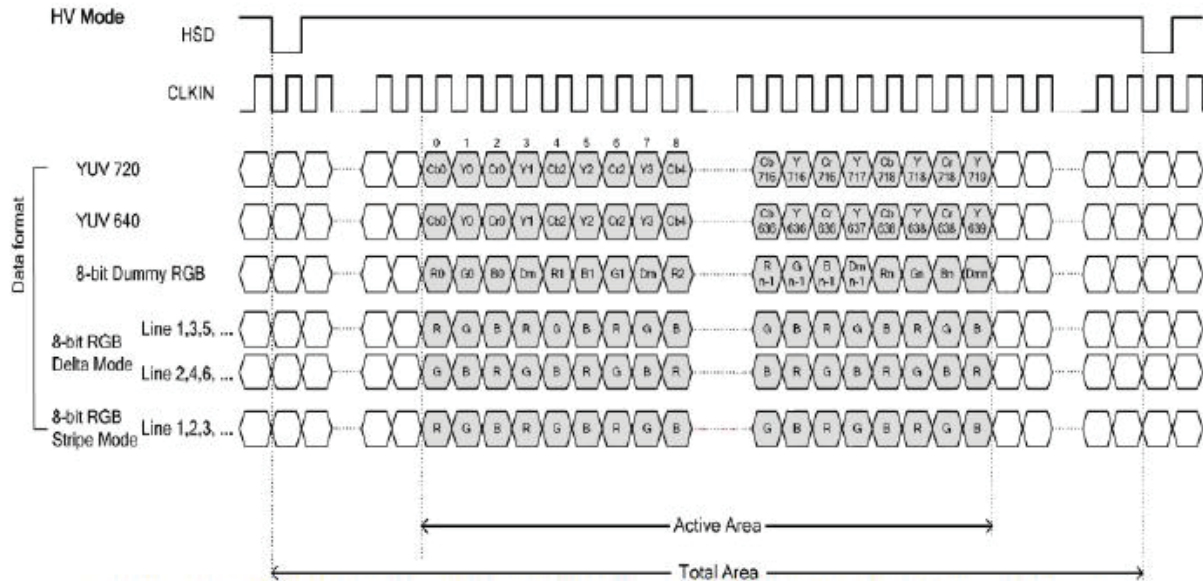 HV Mode
HSD
CLKIN
0 1 2 3 4 5 6 7 8
YUV 720 Cb0 Y0 Cr0 Y1 Cb2 Y2 Cr2 Y3 Cb4 Cb 716 Y 716 Cr 716 Y 717 Cb 718 Y 718 Cr 718 Y 719
YUV 640 Cb0 Y0 Cr0 Y1 Cb2 Y2 Cr2 Y3 Cb4 Cb 636 Y 636 Cr 636 Y 637 Cb 638 Y 638 Cr 638 Y 639
Data format
8-bit Dummy RGB R0 G0 B0 Dm R1 B1 G1 Dm R2 R n-1 G n-1 B n-1 Dm n-1 Rn Gn Bn Dmn
8-bit RGB Delta Mode
Line 1,3,5, ... R G B R G B R G B G B R G B R G B
Line 2,4,6, ... G B R G B R G B R B R G B R G B R
8-bit RGB Stripe Mode
Line 1,2,3, ... R G B R G B R G B G B R G B R G B
Active Area
Total Area